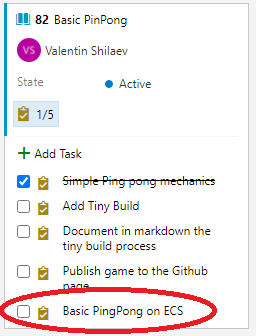 82 Basic PinPong
VS Valentin Shilaev
State Active
1/5
+ Add Task
Simple Ping pong mechanics
Add Tiny Build
Document in markdown the
tiny build process
Publish game to the Github
page
Basic PingPong on ECS